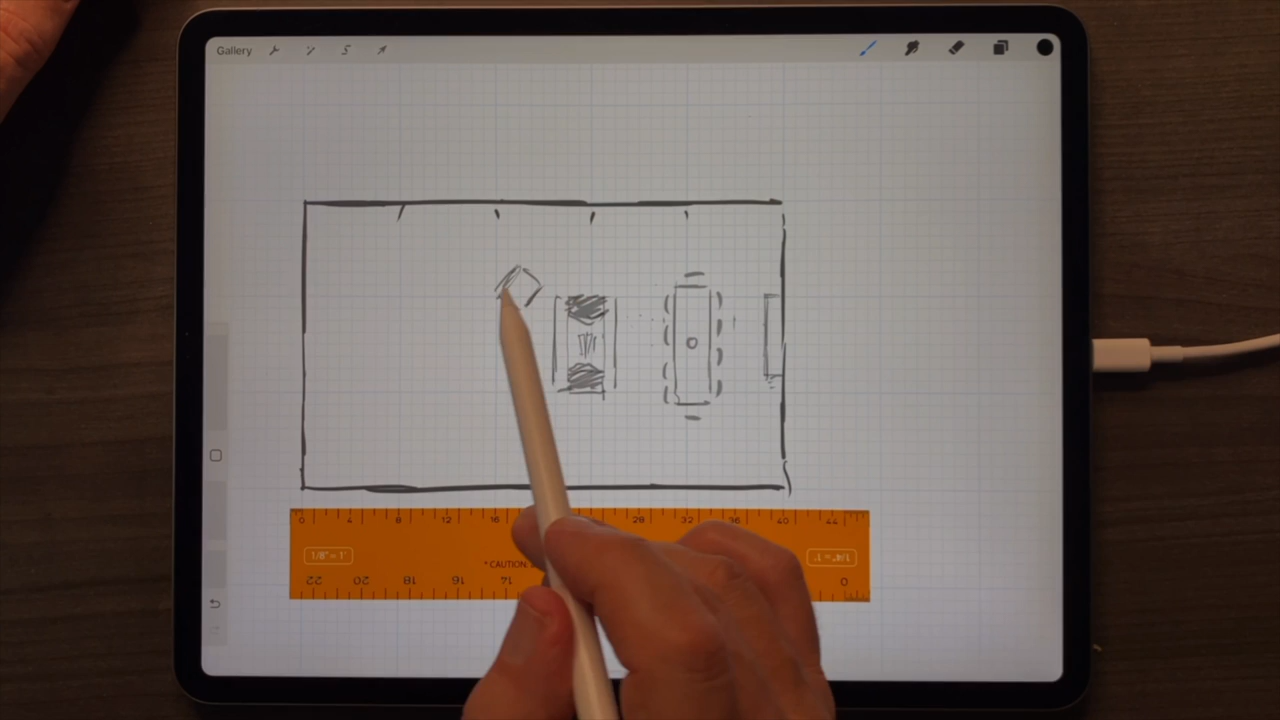 Gallery
0 4 8 12 16 28 32 36 40 44
1/8" = 1'
* CAUTION:
1/4" = 1'
22 20 18 16 14 0